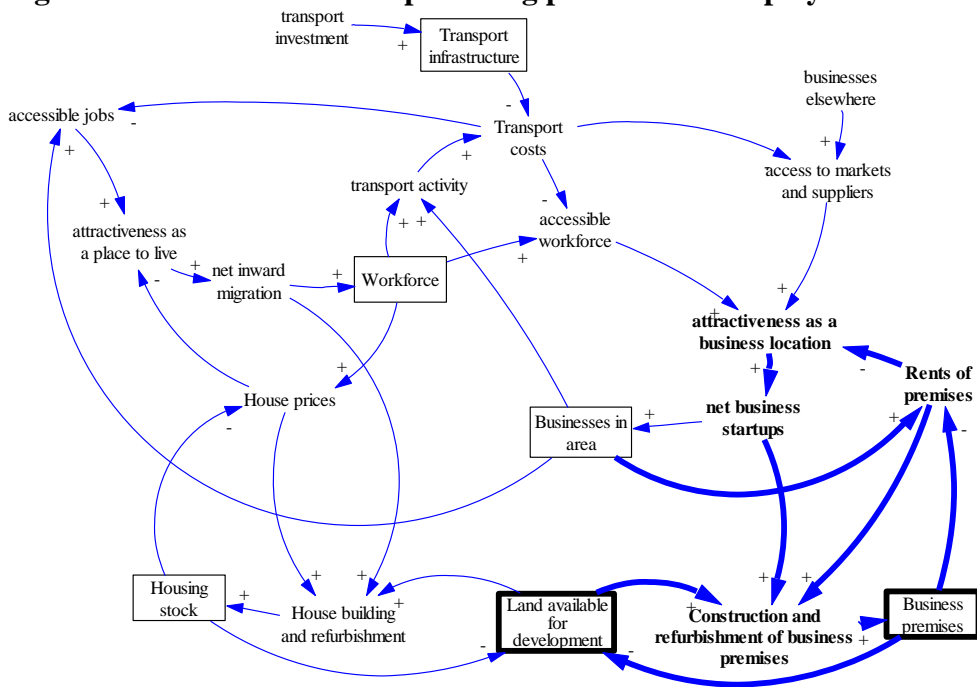 transport
investment
+
Transport
infrastructure
businesses
elsewhere
accessible jobs
-
+
-
Transport
costs
+
+
-
access to markets
and suppliers
transport activity
+
+
+
-
accessible
workforce
+
attractiveness as
a place to live
+
-
net inward
migration
+
Workforce
+
+
attractiveness as a
business location
+
-
Rents of
premises
+
House prices
-
net business
startups
+
Businesses in
area
+
-
+
+
+
+
Housing
stock
+
House building
and refurbishment
+
Land available
for
development
-
-
+
Construction and
refurbishment of business
premises
+
Business
premises